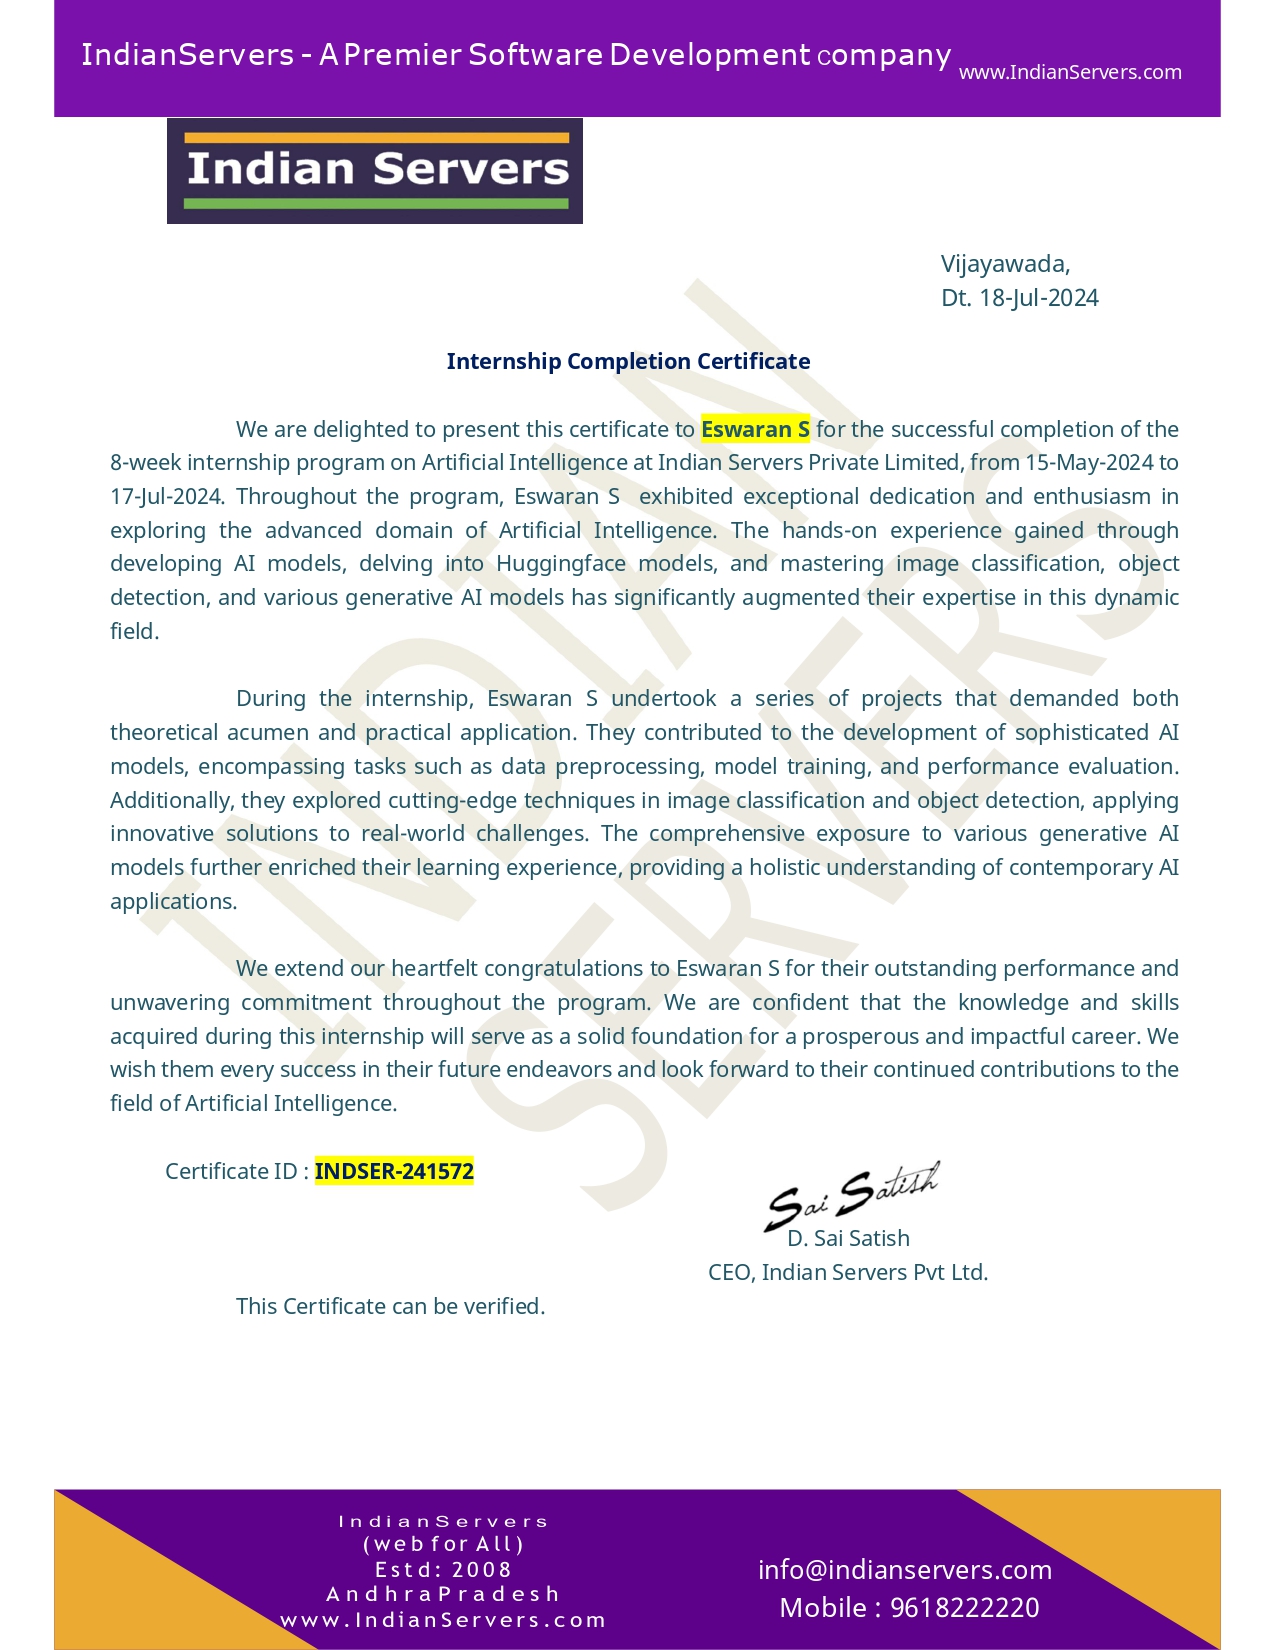 IndianServers - A Premier Software Development company www.IndianServers.com
Indian Servers
Vijayawada,
Dt. 18-Jul-2024
Internship Completion Certificate
We are delighted to present this certificate to Eswaran S for the successful completion of the
8-week internship program on Artificial Intelligence at Indian Servers Private Limited, from 15-May-2024 to
17-Jul-2024. Throughout the program, Eswaran S exhibited exceptional dedication and enthusiasm in
exploring the advanced domain of Artificial Intelligence. The hands-on experience gained through
developing AI models, delving into Huggingface models, and mastering image classification, object
detection, and various generative AI models has significantly augmented their expertise in this dynamic
field.
During the internship, Eswaran S undertook a series of projects that demanded both
theoretical acumen and practical application. They contributed to the development of sophisticated AI
models, encompassing tasks such as data preprocessing, model training, and performance evaluation.
Additionally, they explored cutting-edge techniques in image classification and object detection, applying
innovative solutions to real-world challenges. The comprehensive exposure to various generative AI
models further enriched their learning experience, providing a holistic understanding of contemporary AI
applications.
We extend our heartfelt congratulations to Eswaran S for their outstanding performance and
unwavering commitment throughout the program. We are confident that the knowledge and skills
acquired during this internship will serve as a solid foundation for a prosperous and impactful career. We
wish them every success in their future endeavors and look forward to their continued contributions to the
field of Artificial Intelligence.
INDIAN
SERVERS
Certificate ID : INDSER-241572
Sai Satish
D. Sai Satish
CEO, Indian Servers Pvt Ltd.
This Certificate can be verified.
IndianServers
(web for All)
Estd: 2008
Andhra Pradesh
www.IndianServers.com
info@indianservers.com
Mobile : 9618222220